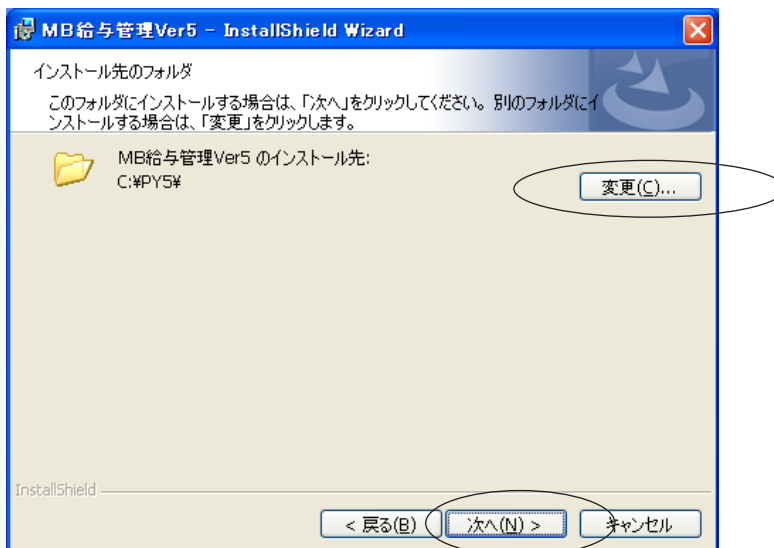 MB給与管理Ver5 - InstallShield Wizard
インストール先のフォルダ
このフォルダにインストールする場合は、「次へ」をクリックしてください。別のフォルダにイ
ンストールする場合は、「変更」をクリックします。
MB給与管理Ver5 のインストール先:
C:¥PY5¥
変更(C)...
InstallShield
< 戻る(B)
次へ(N) >
キャンセル